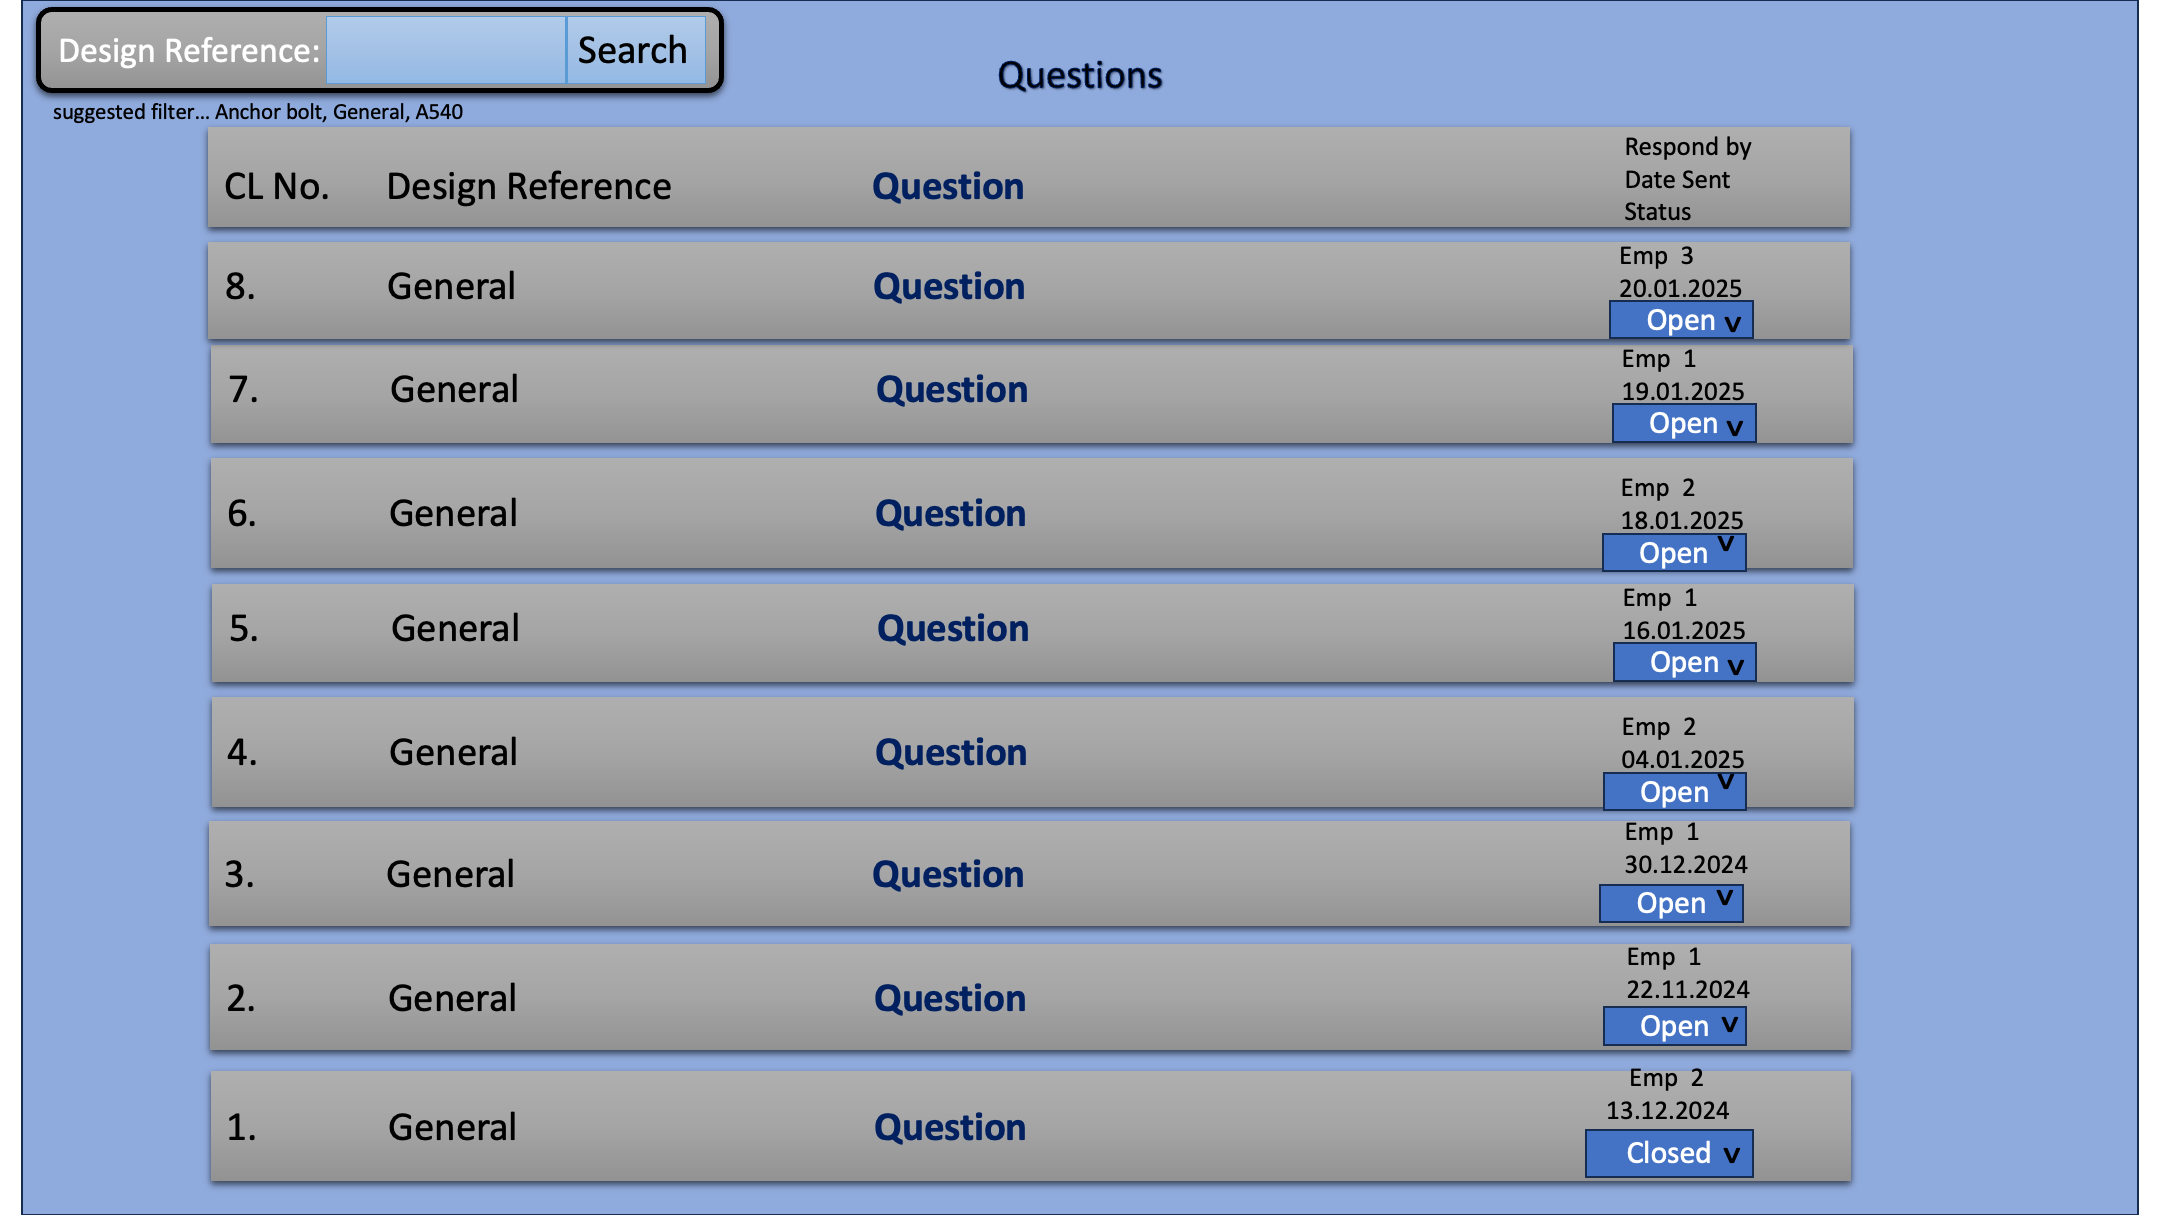 Design Reference: Search
Questions
suggested filter... Anchor bolt, General, A540
CL No. Design Reference Question
Respond by
Date Sent
Status
8. General Question
Emp 3
20.01.2025
Open v
7. General Question
Emp 1
19.01.2025
Open v
6. General Question
Emp 2
18.01.2025
Open v
5. General Question
Emp 1
16.01.2025
Open v
4. General Question
Emp 2
04.01.2025
Open v
3. General Question
Emp 1
30.12.2024
Open v
2. General Question
Emp 1
22.11.2024
Open v
1. General Question
Emp 2
13.12.2024
Closed v